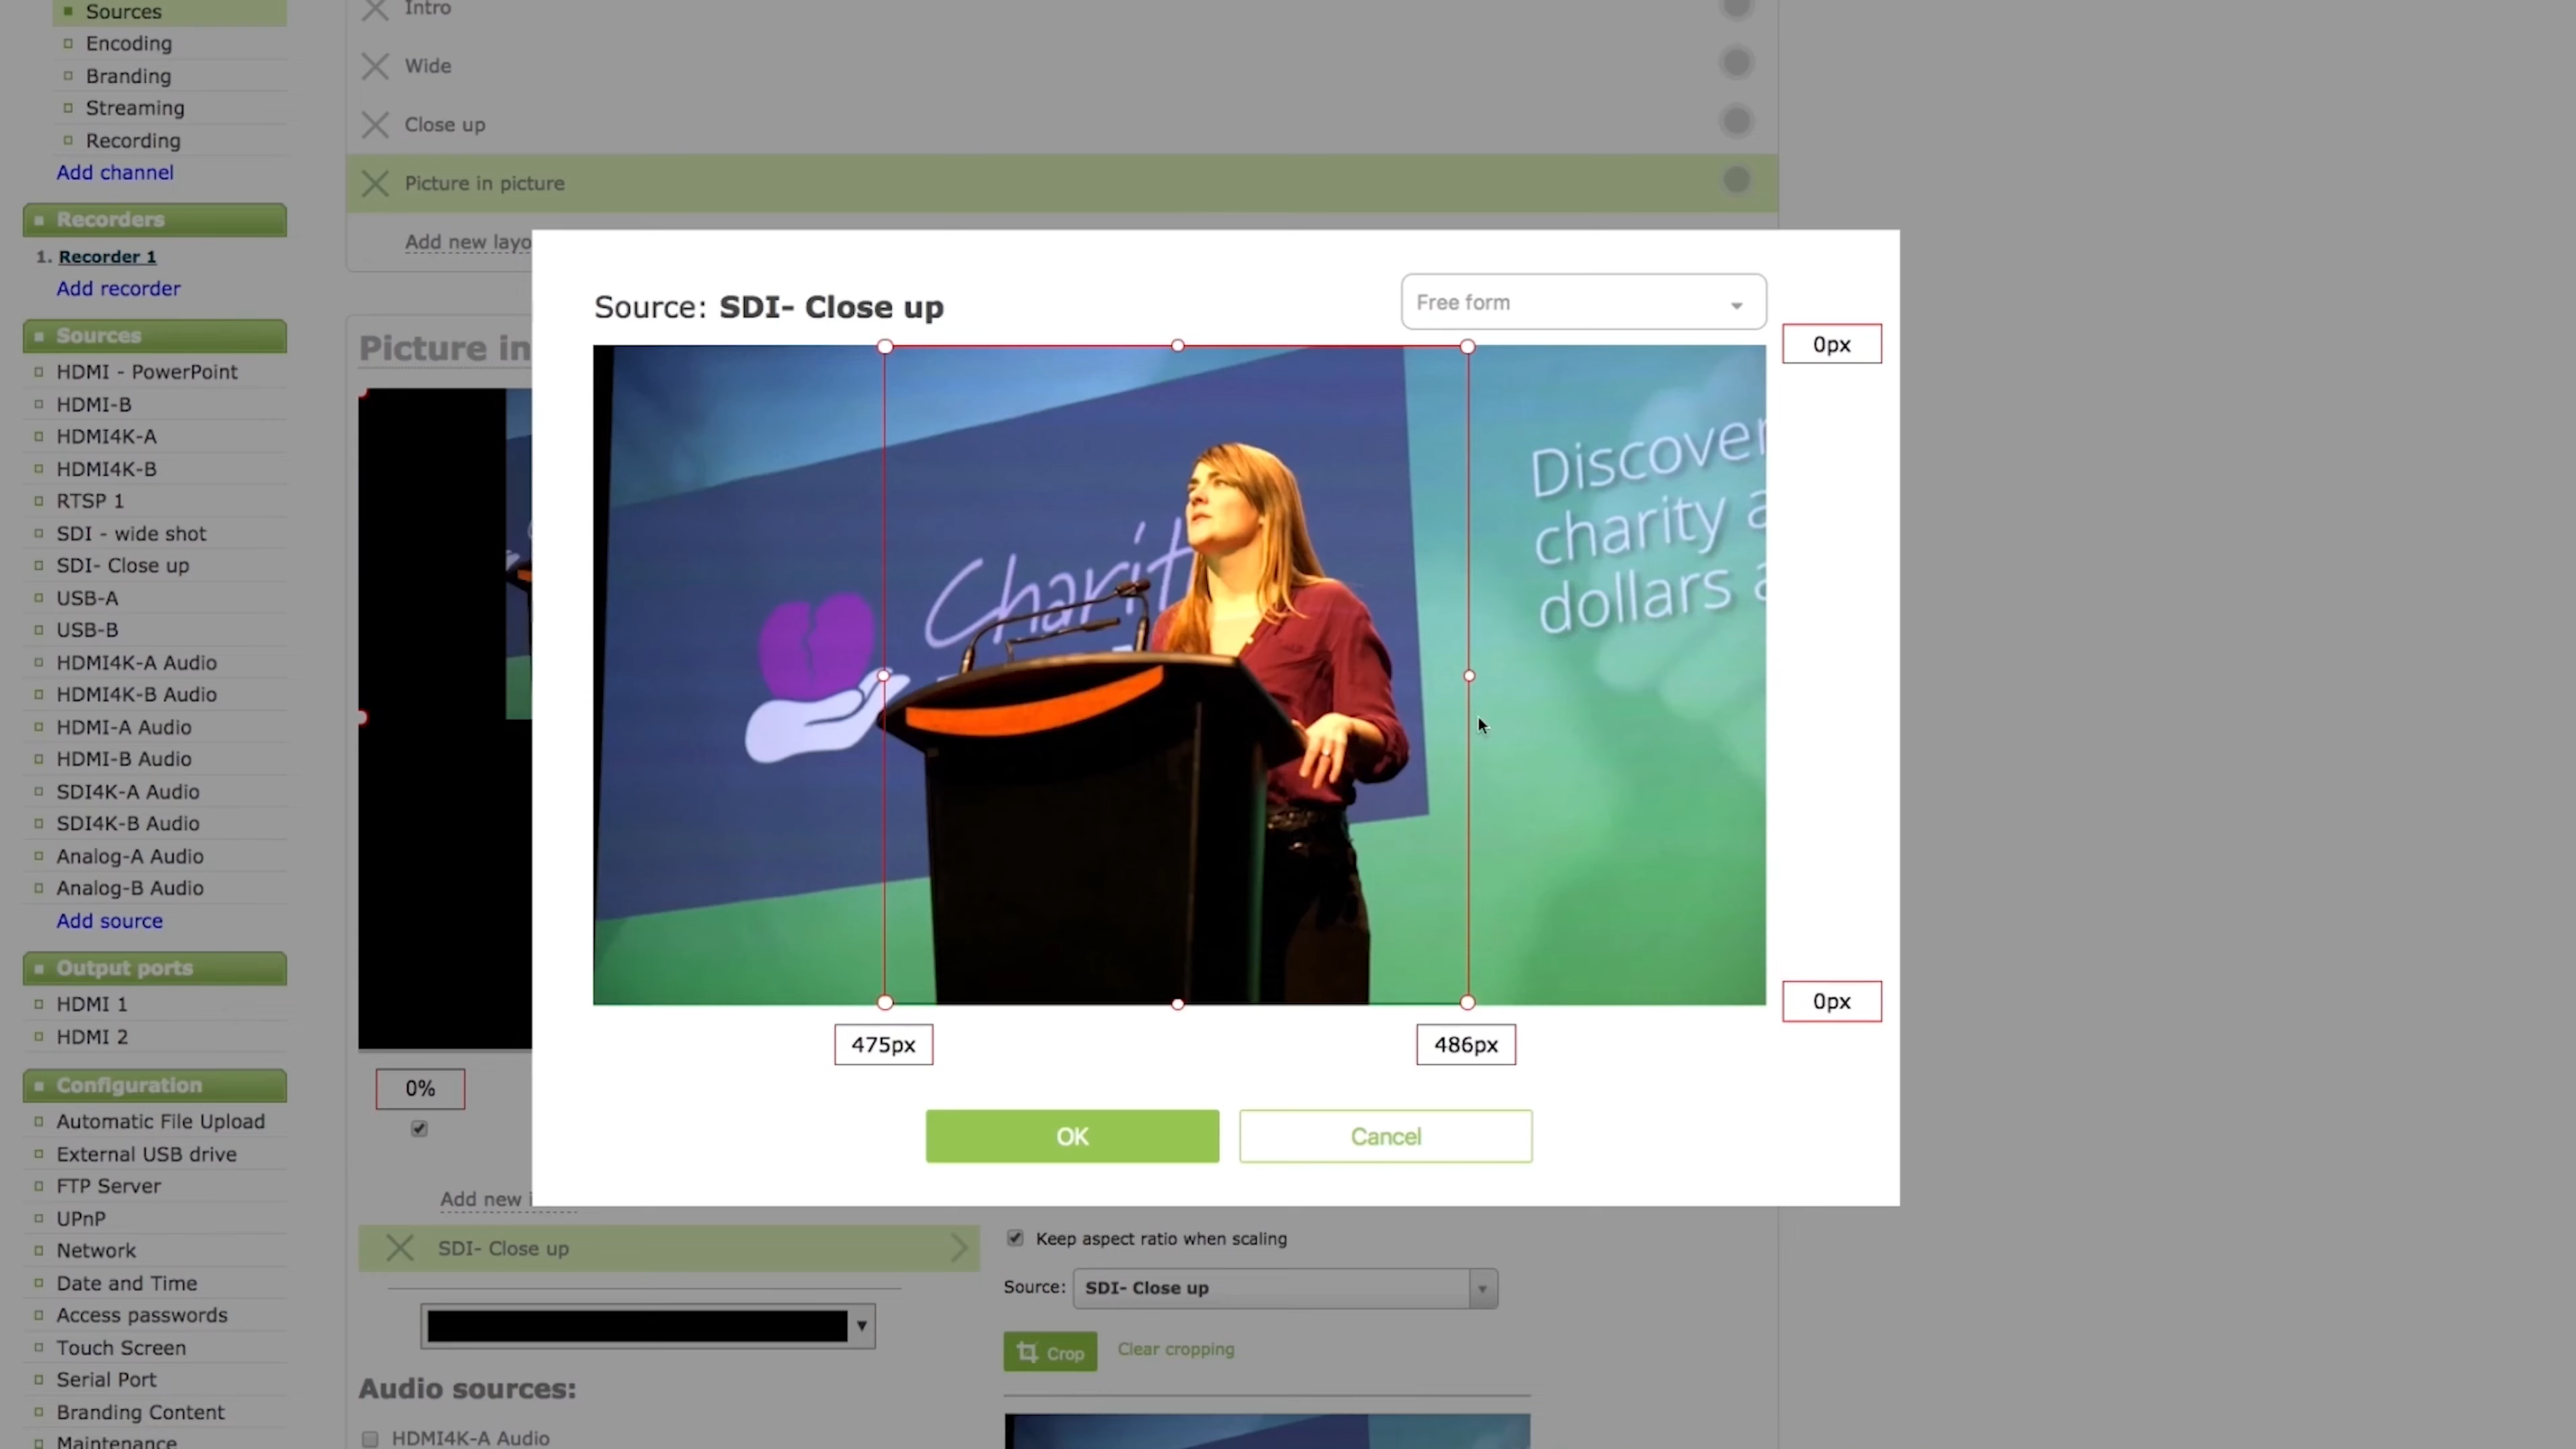 Sources
Encoding
Branding
Streaming
Recording
Add channel
Recorders
1. Recorder 1
Add recorder
Sources
HDMI - PowerPoint
HDMI-B
HDMI4K-A
HDMI4K-B
RTSP 1
SDI - wide shot
SDI- Close up
USB-A
USB-B
HDMI4K-A Audio
HDMI4K-B Audio
HDMI-A Audio
HDMI-B Audio
SDI4K-A Audio
SDI4K-B Audio
Analog-A Audio
Analog-B Audio
Add source
Output ports
HDMI 1
HDMI 2
Configuration
Automatic File Upload
External USB drive
FTP Server
UPnP
Network
Date and Time
Access passwords
Touch Screen
Serial Port
Branding Content
Maintenance
Intro
Wide
Close up
Picture in picture
Add new layo
Picture in
Source: SDI- Close up
Free form
0px
Charit
Discover
charity a
dollars a
0px
475px
486px
OK
Cancel
0%
Add new i
SDI- Close up
Keep aspect ratio when scaling
Source: SDI- Close up
Crop
Clear cropping
Audio sources:
HDMI4K-A Audio